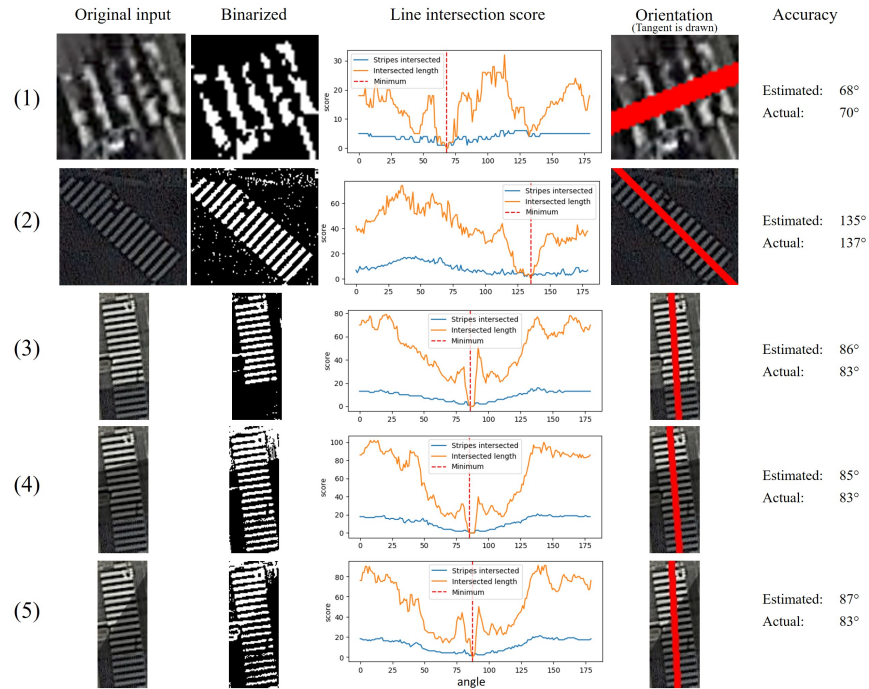 Original input Binarized Line intersection score Orientation Accuracy
(Tangent is drawn)
(1)
score
30
20
10
0
0 25 50 75 100 125 150 175
Stripes intersected
Intersected length
Minimum
Estimated: 68°
Actual: 70°
(2)
score
60
40
20
0
0 25 50 75 100 125 150 175
Stripes intersected
Intersected length
Minimum
Estimated: 135°
Actual: 137°
(3)
score
80
60
40
20
0
0 25 50 75 100 125 150 175
Stripes intersected
Intersected length
Minimum
Estimated: 86°
Actual: 83°
(4)
score
100
80
60
40
20
0
0 25 50 75 100 125 150 175
Stripes intersected
Intersected length
Minimum
Estimated: 85°
Actual: 83°
(5)
score
80
60
40
20
0
0 25 50 75 100 125 150 175
Stripes intersected
Intersected length
Minimum
angle
Estimated: 87°
Actual: 83°